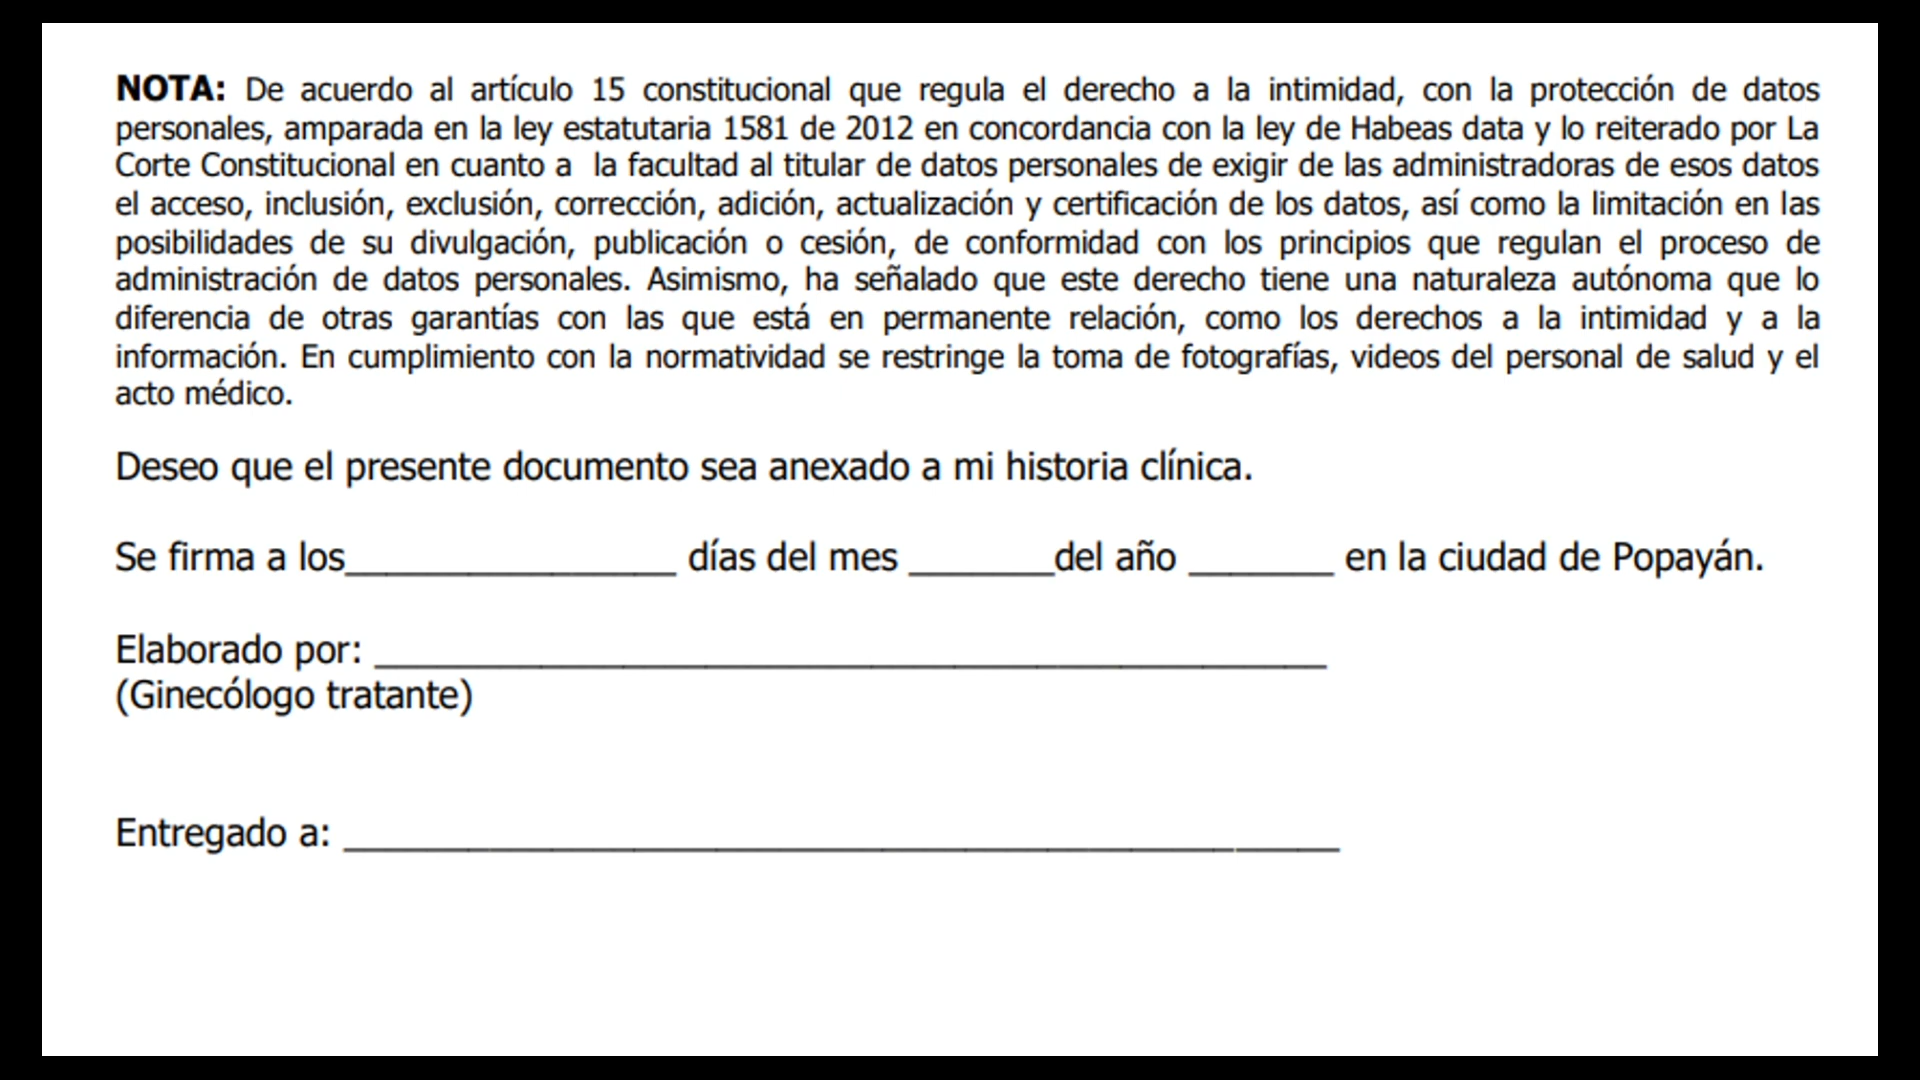 NOTA: De acuerdo al artículo 15 constitucional que regula el derecho a la intimidad, con la protección de datos
personales, amparada en la ley estatutaria 1581 de 2012 en concordancia con la ley de Habeas data y lo reiterado por La
Corte Constitucional en cuanto a  la facultad al titular de datos personales de exigir de las administradoras de esos datos
el acceso, inclusión, exclusión, corrección, adición, actualización y certificación de los datos, así como la limitación en las
posibilidades de su divulgación, publicación o cesión, de conformidad con los principios que regulan el proceso de
administración de datos personales. Asimismo, ha señalado que este derecho tiene una naturaleza autónoma que lo
diferencia de otras garantías con las que está en permanente relación, como los derechos a la intimidad y a la
información. En cumplimiento con la normatividad se restringe la toma de fotografías, videos del personal de salud y el
acto médico.
Deseo que el presente documento sea anexado a mi historia clínica.
Se firma a los________________ días del mes _______del año _______ en la ciudad de Popayán.
Elaborado por: ______________________________________________
(Ginecólogo tratante)
Entregado a: ________________________________________________